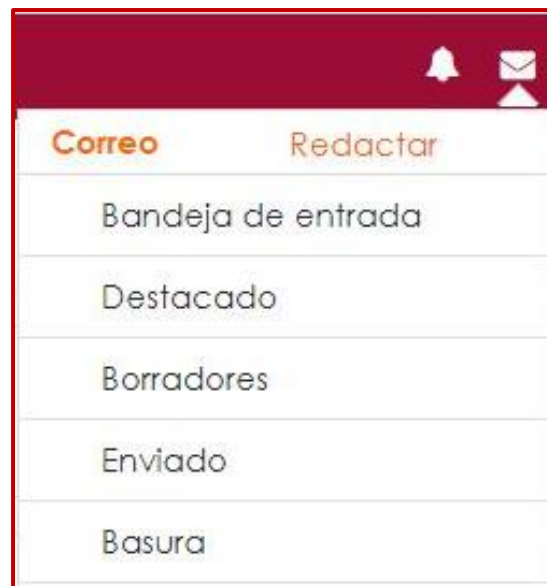 Correo Redactar
Bandeja de entrada
Destacado
Borradores
Enviado
Basura